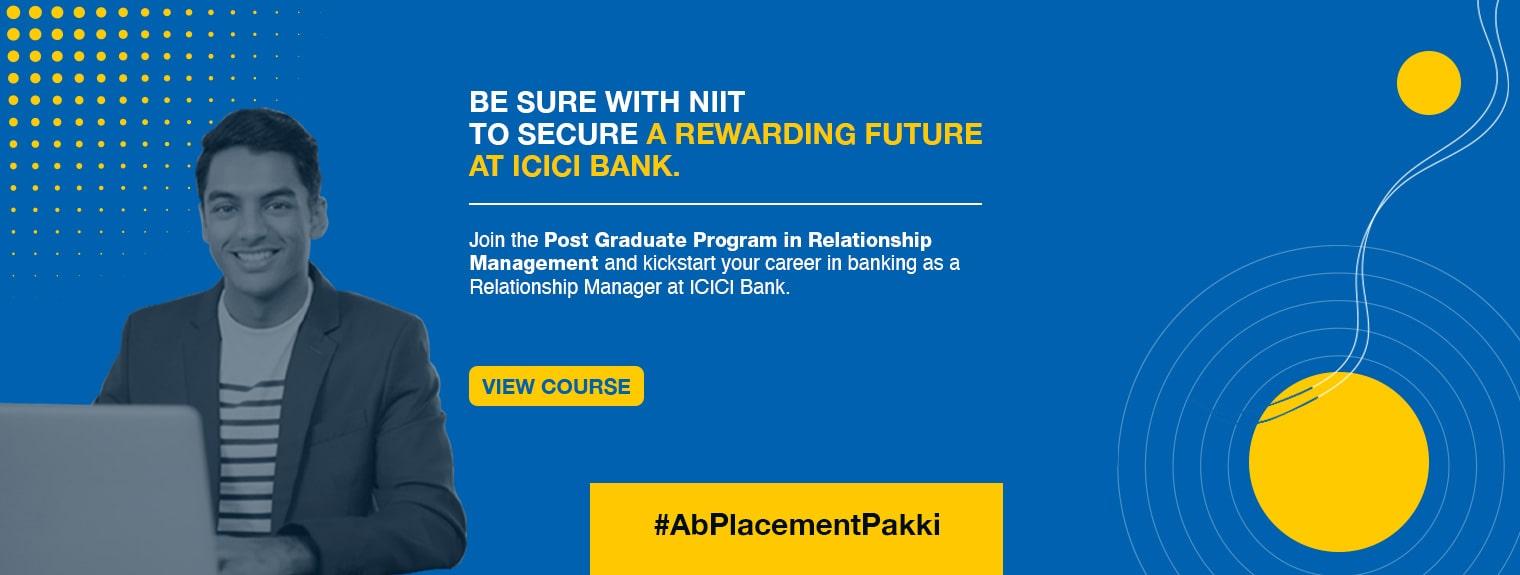 BE SURE WITH NIIT
TO SECURE A REWARDING FUTURE
AT ICICI BANK.
Join the Post Graduate Program in Relationship
Management and kickstart your career in banking as a
Relationship Manager at ICICI Bank.
VIEW COURSE
#AbPlacementPakki